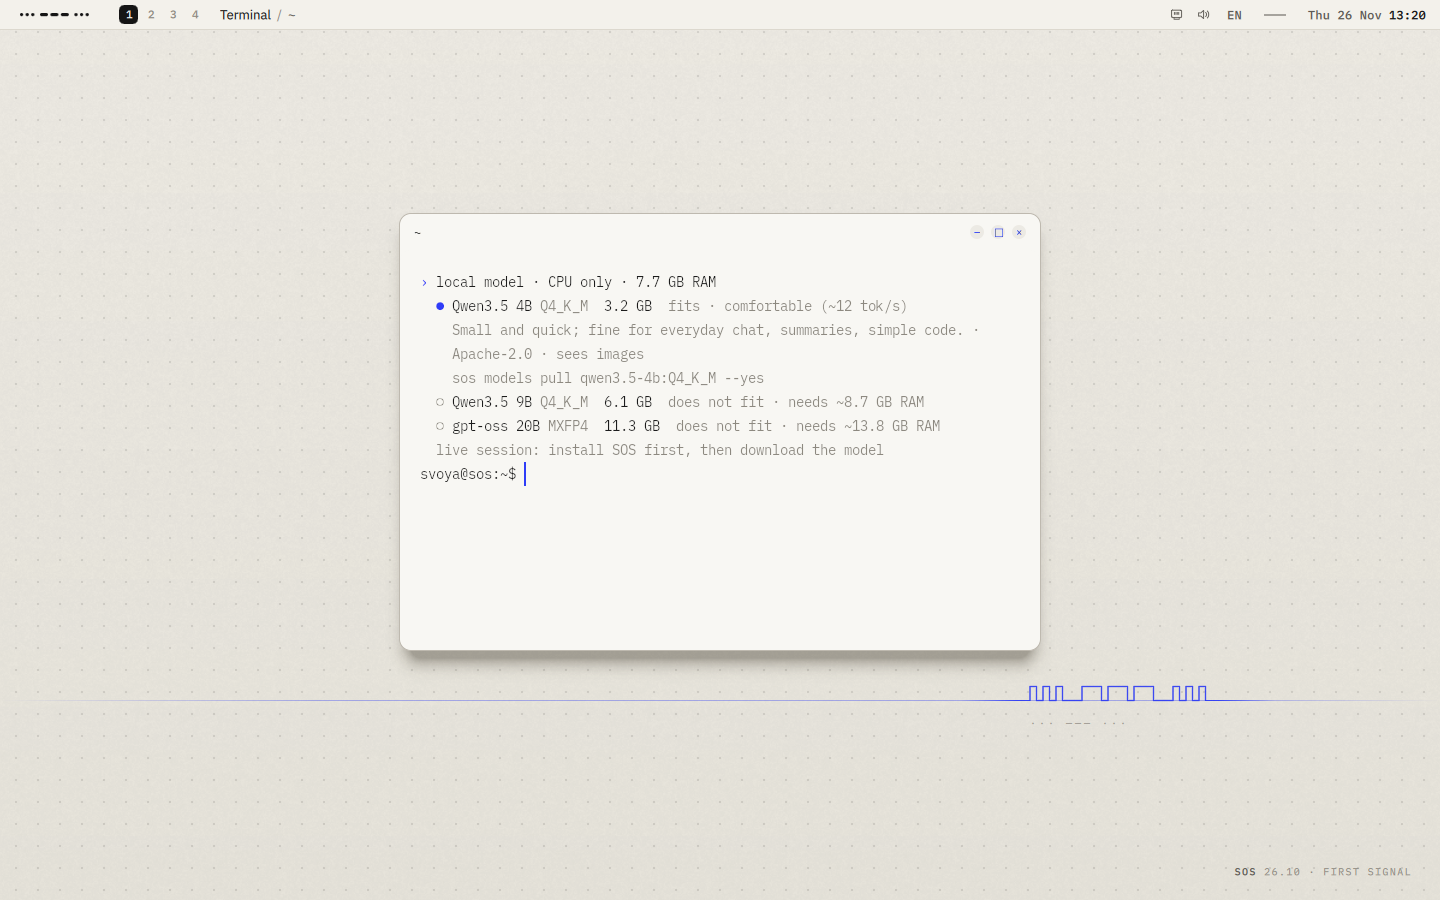 1 2 3 4 Terminal / ~ EN Thu 26 Nov 13:20
~
› local model · CPU only · 7.7 GB RAM
● Qwen3.5 4B Q4_K_M 3.2 GB fits · comfortable (~12 tok/s)
Small and quick; fine for everyday chat, summaries, simple code. ·
Apache-2.0 · sees images
sos models pull qwen3.5-4b:Q4_K_M --yes
○ Qwen3.5 9B Q4_K_M 6.1 GB does not fit · needs ~8.7 GB RAM
○ gpt-oss 20B MXFP4 11.3 GB does not fit · needs ~13.8 GB RAM
live session: install SOS first, then download the model
svoya@sos:~$
··· ——— ···
SOS 26.10 · FIRST SIGNAL